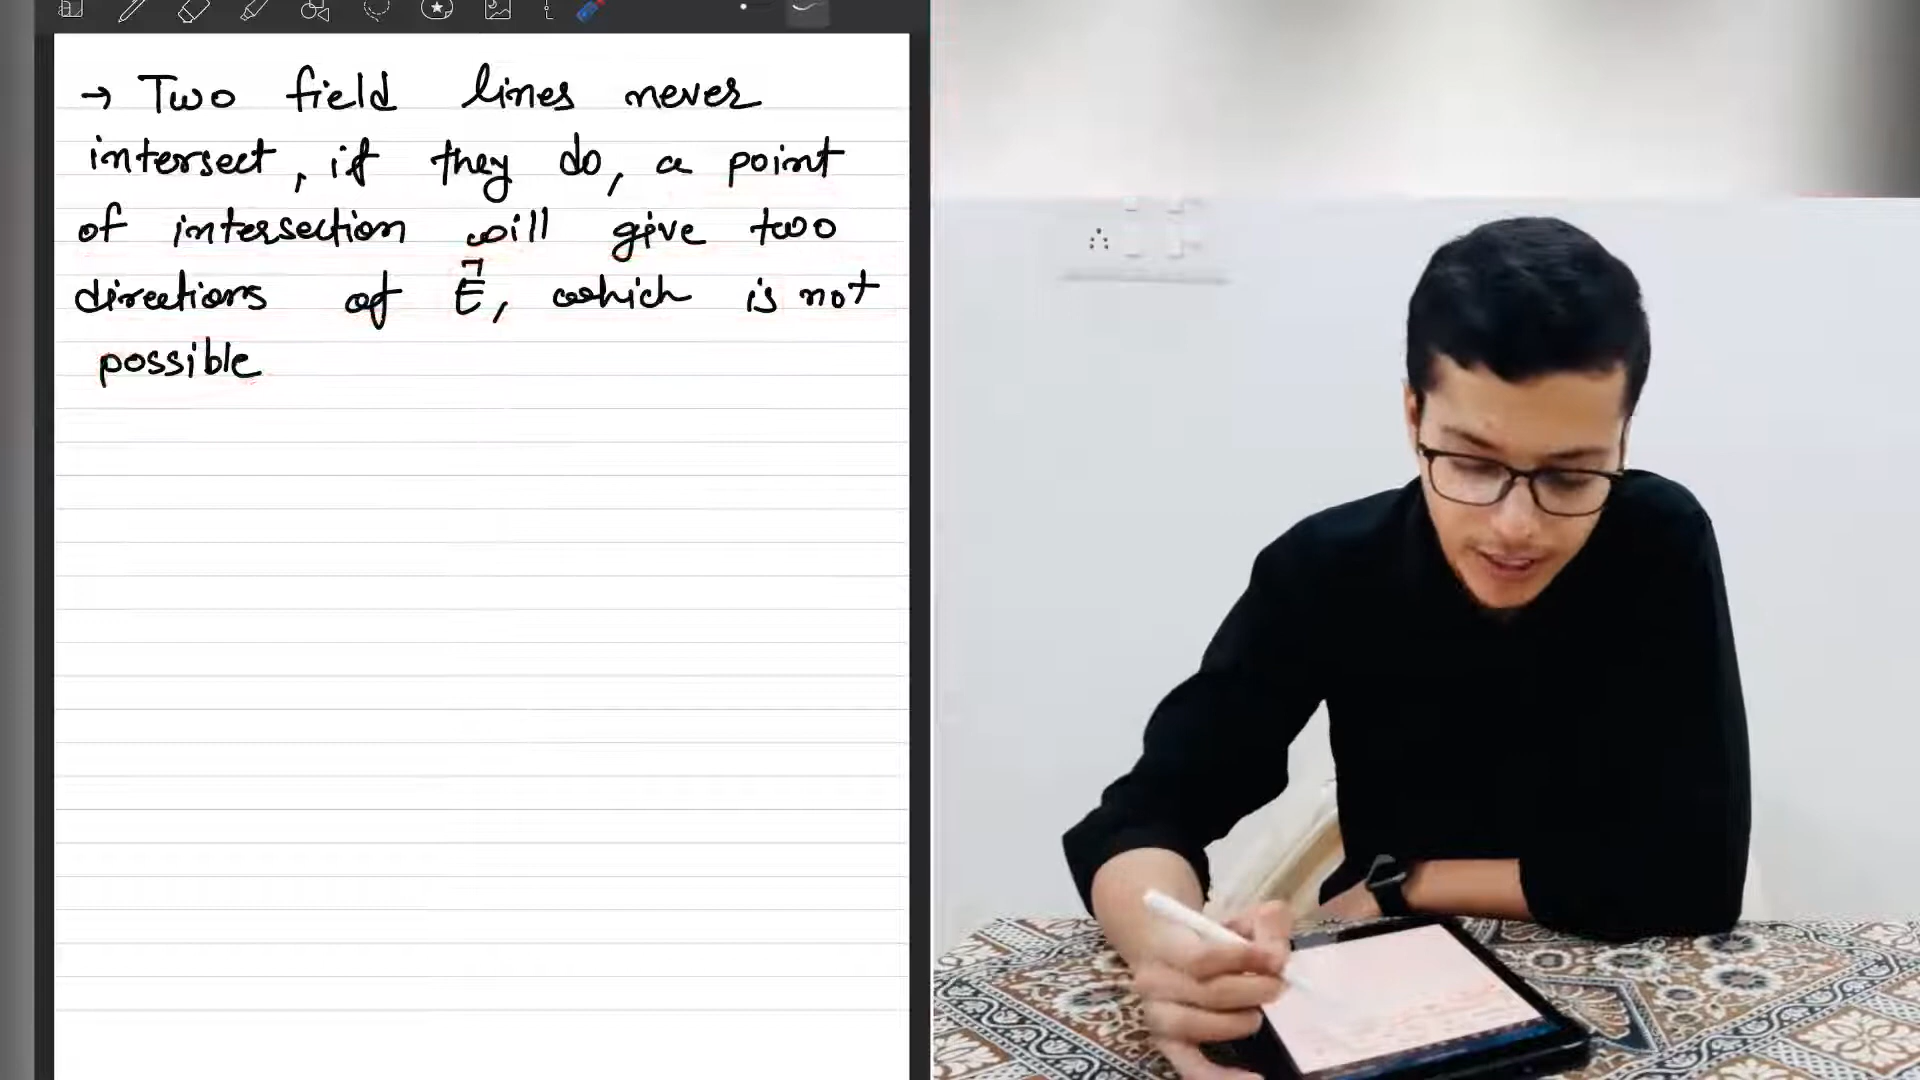 → Two field lines never
intersect, if they do, a point
of intersection will give two
directions of E⃗, which is not
possible